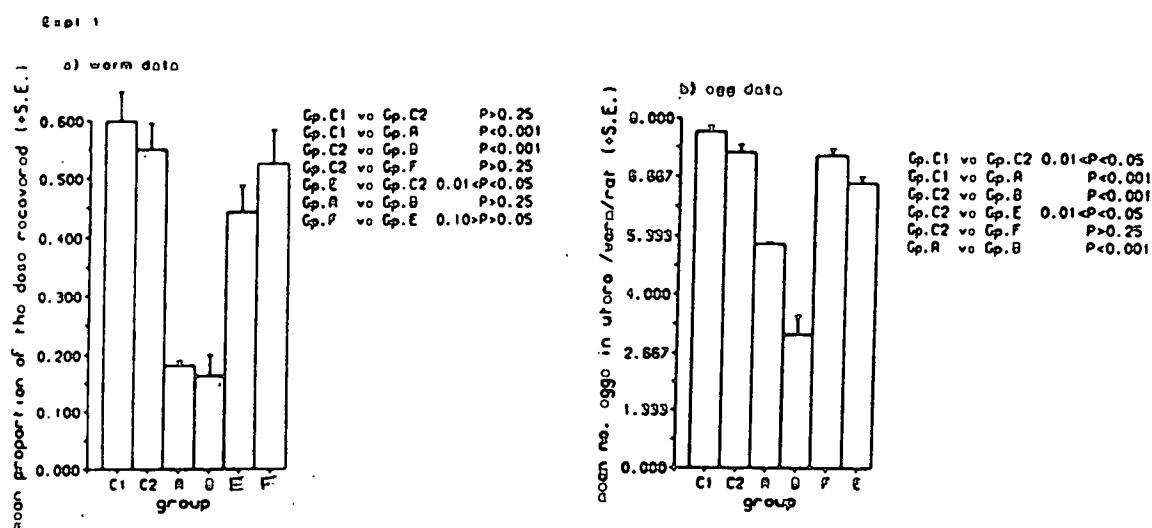 Expt 1
a) worm data
mean proportion of the dose recovered (+S.E.)
0.600
0.500
0.400
0.300
0.200
0.100
0.000
C1 C2 A B E F
group
Gp.C1 vs Gp.C2 P>0.25
Gp.C1 vs Gp.A P<0.001
Gp.C2 vs Gp.B P<0.001
Gp.C2 vs Gp.F P>0.25
Gp.E vs Gp.C2 0.01<P<0.05
Gp.A vs Gp.B P>0.25
Gp.F vs Gp.E 0.10>P>0.05
b) egg data
mean no. eggs in utero /worm/rat (+S.E.)
8.000
6.667
5.333
4.000
2.667
1.333
0.000
C1 C2 A B F E
group
Gp.C1 vs Gp.C2 0.01<P<0.05
Gp.C1 vs Gp.A P<0.001
Gp.C2 vs Gp.B P<0.001
Gp.C2 vs Gp.E 0.01<P<0.05
Gp.C2 vs Gp.F P>0.25
Gp.A vs Gp.B P<0.001